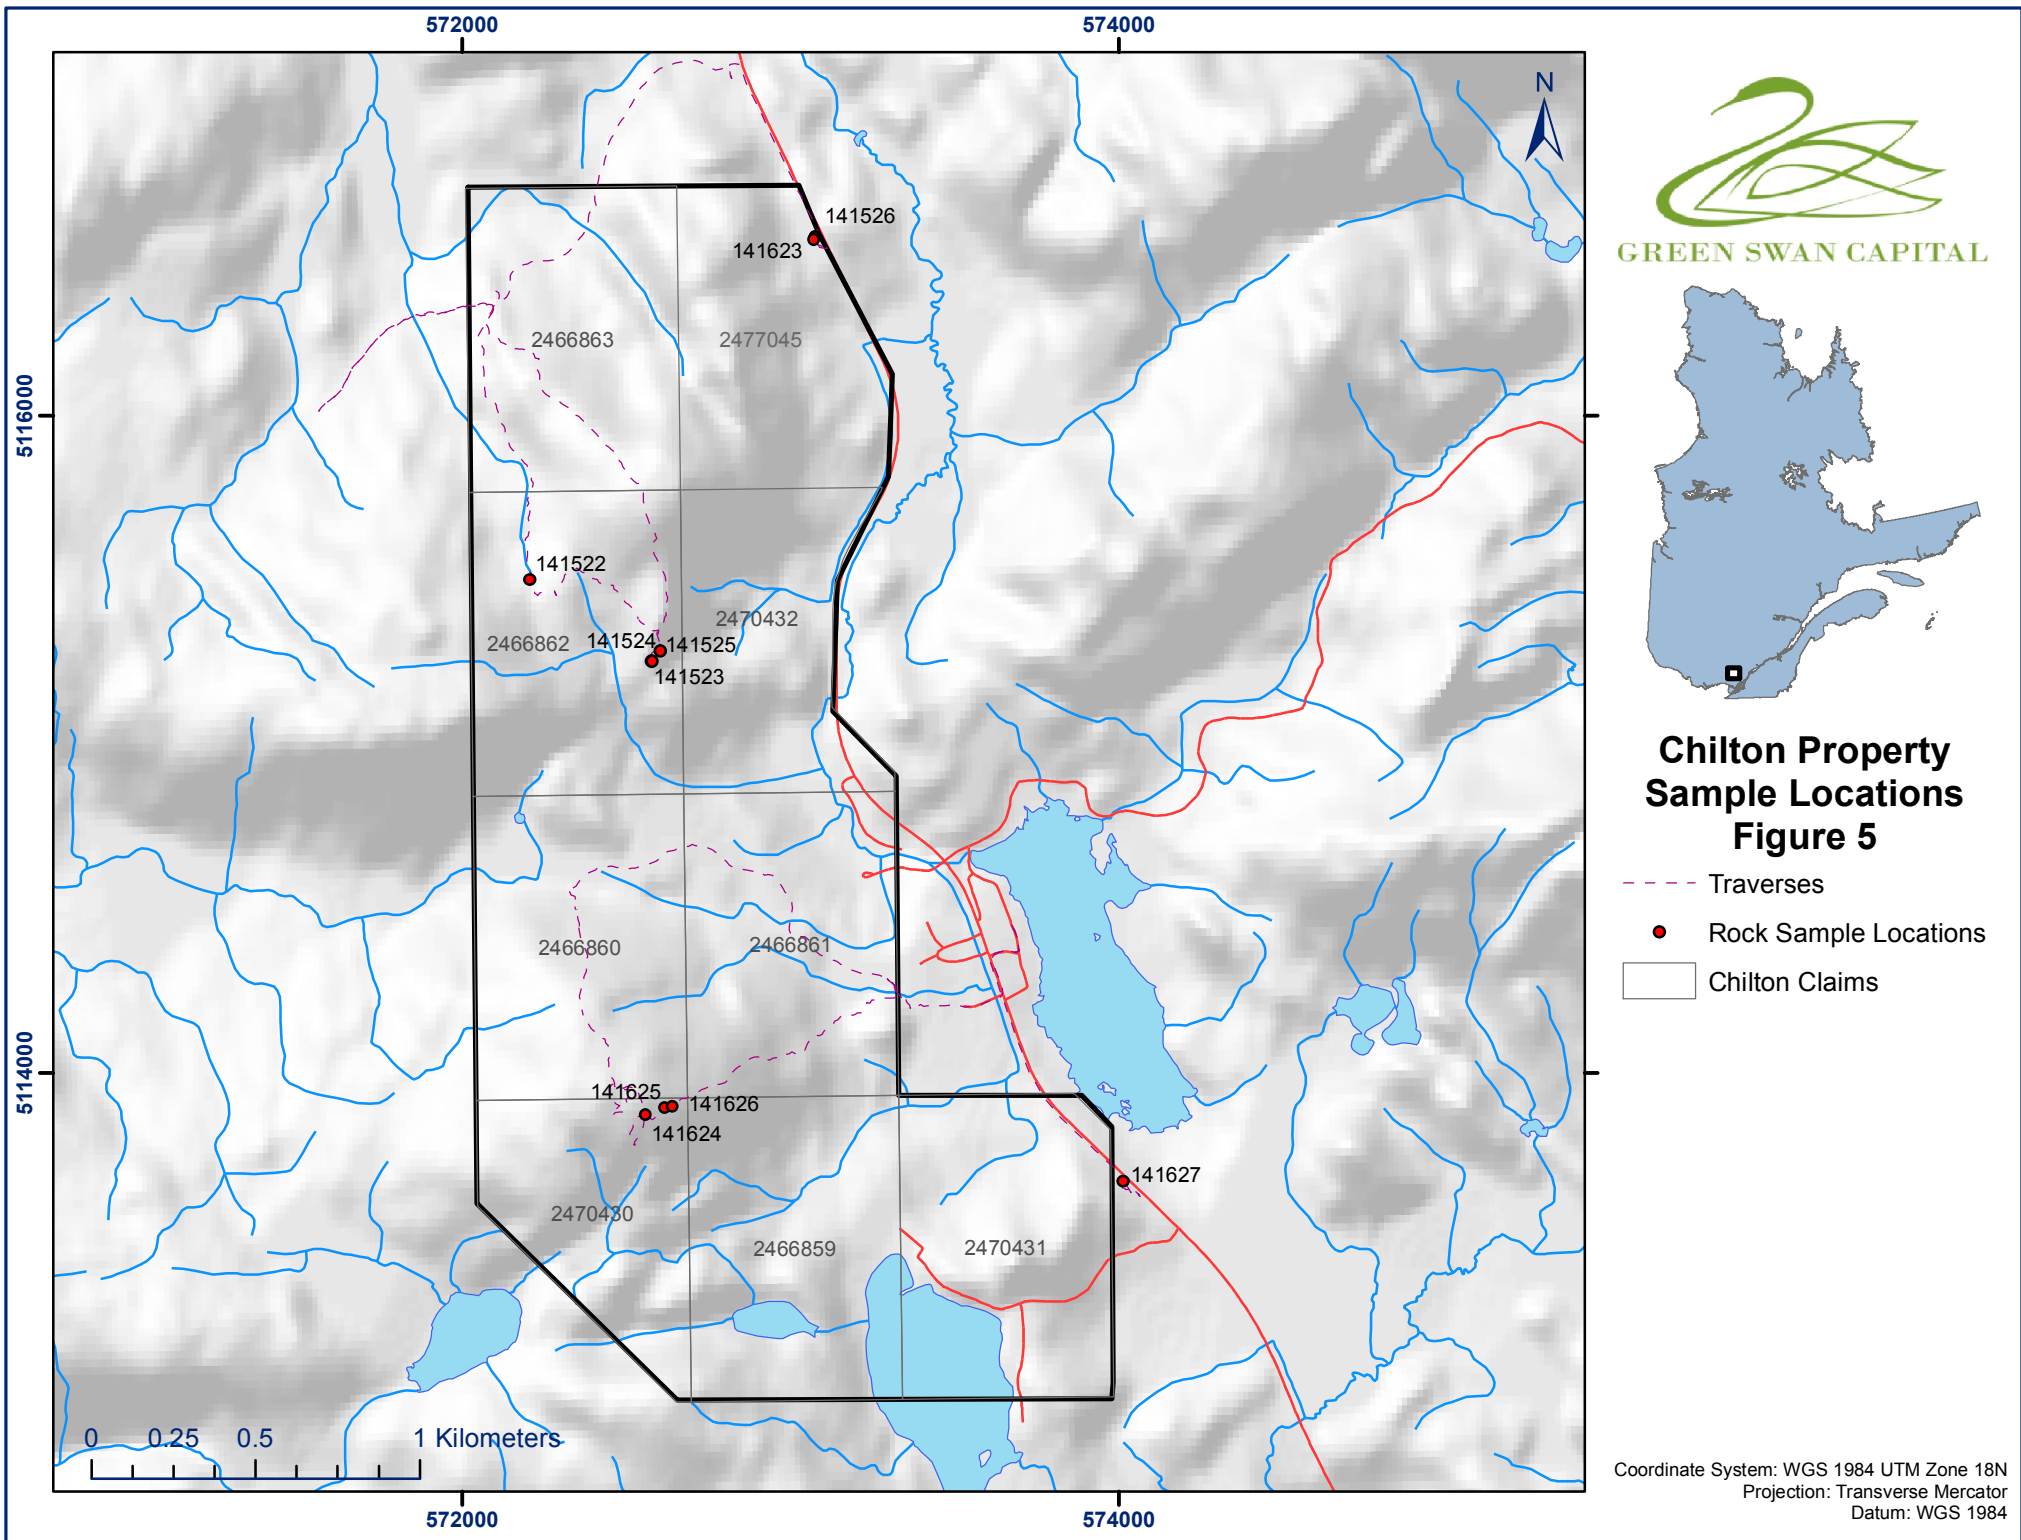 572000
574000
N
GREEN SWAN CAPITAL
141526
141623
2466863
2477045
5116000
141522
2470432
2466862
141524
141525
141523
Chilton Property
Sample Locations
Figure 5
Traverses
Rock Sample Locations
Chilton Claims
2466860
2466861
5114000
141625
141626
141624
141627
2470430
2466859
2470431
0 0.25 0.5 1 Kilometers
572000
574000
Coordinate System: WGS 1984 UTM Zone 18N
Projection: Transverse Mercator
Datum: WGS 1984